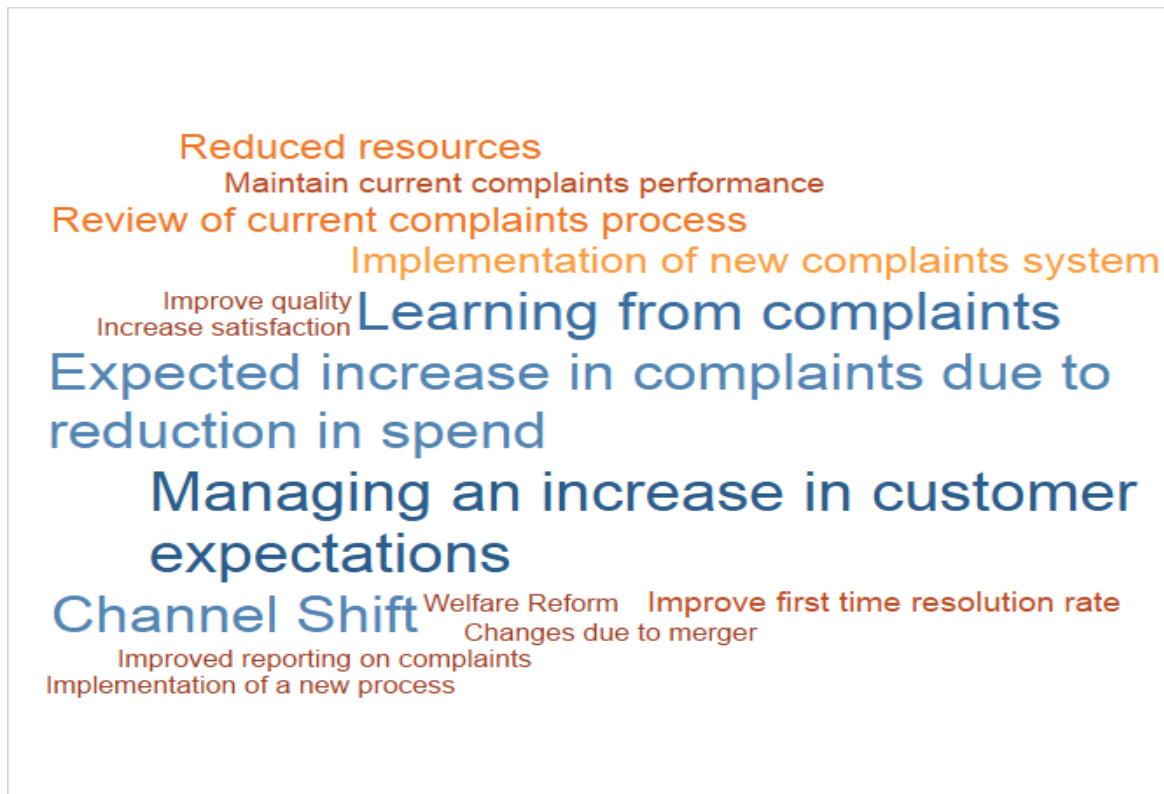 Reduced resources
Maintain current complaints performance
Review of current complaints process
Implementation of new complaints system
Improve quality
Increase satisfaction
Learning from complaints
Expected increase in complaints due to
reduction in spend
Managing an increase in customer
expectations
Channel Shift
Welfare Reform
Improve first time resolution rate
Changes due to merger
Improved reporting on complaints
Implementation of a new process